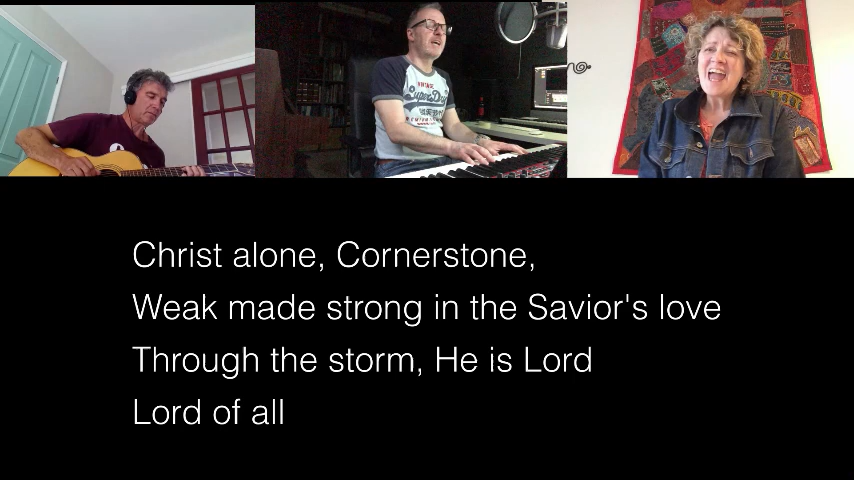 SuperDry
Christ alone, Cornerstone,
Weak made strong in the Savior's love
Through the storm, He is Lord
Lord of all